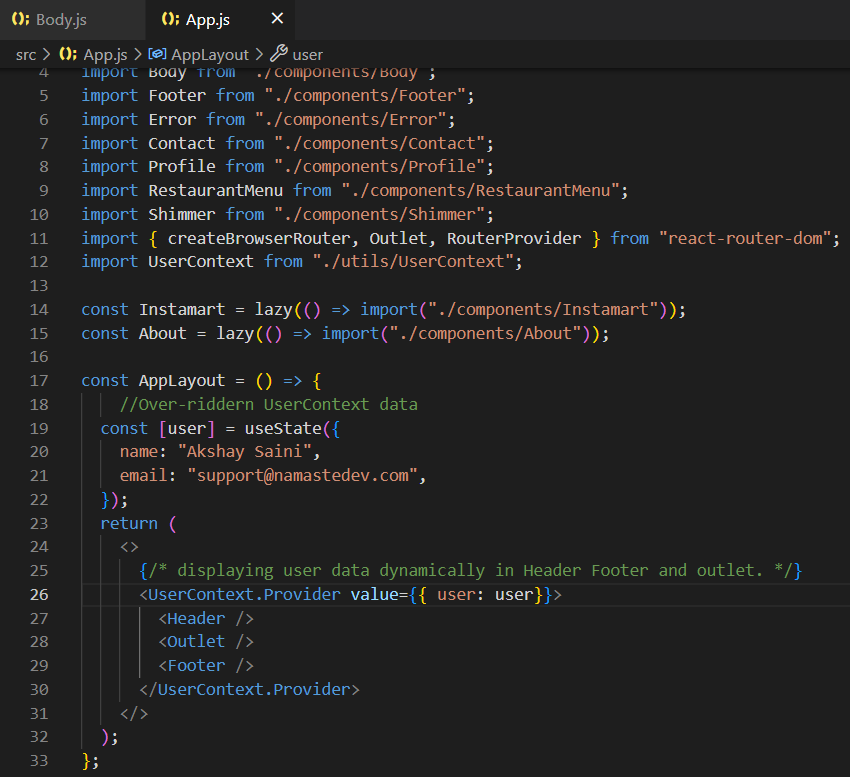 Body.js App.js
src > App.js > AppLayout > user
4 import Body from "./components/Body";
5 import Footer from "./components/Footer";
6 import Error from "./components/Error";
7 import Contact from "./components/Contact";
8 import Profile from "./components/Profile";
9 import RestaurantMenu from "./components/RestaurantMenu";
10 import Shimmer from "./components/Shimmer";
11 import { createBrowserRouter, Outlet, RouterProvider } from "react-router-dom";
12 import UserContext from "./utils/UserContext";
13
14 const Instamart = lazy(() => import("./components/Instamart"));
15 const About = lazy(() => import("./components/About"));
16
17 const AppLayout = () => {
18 //Over-riddern UserContext data
19 const [user] = useState({
20 name: "Akshay Saini",
21 email: "support@namastedev.com",
22 });
23 return (
24 <>
25 {/* displaying user data dynamically in Header Footer and outlet. */}
26 <UserContext.Provider value={{ user: user}}>
27 <Header />
28 <Outlet />
29 <Footer />
30 </UserContext.Provider>
31 </>
32 );
33 };